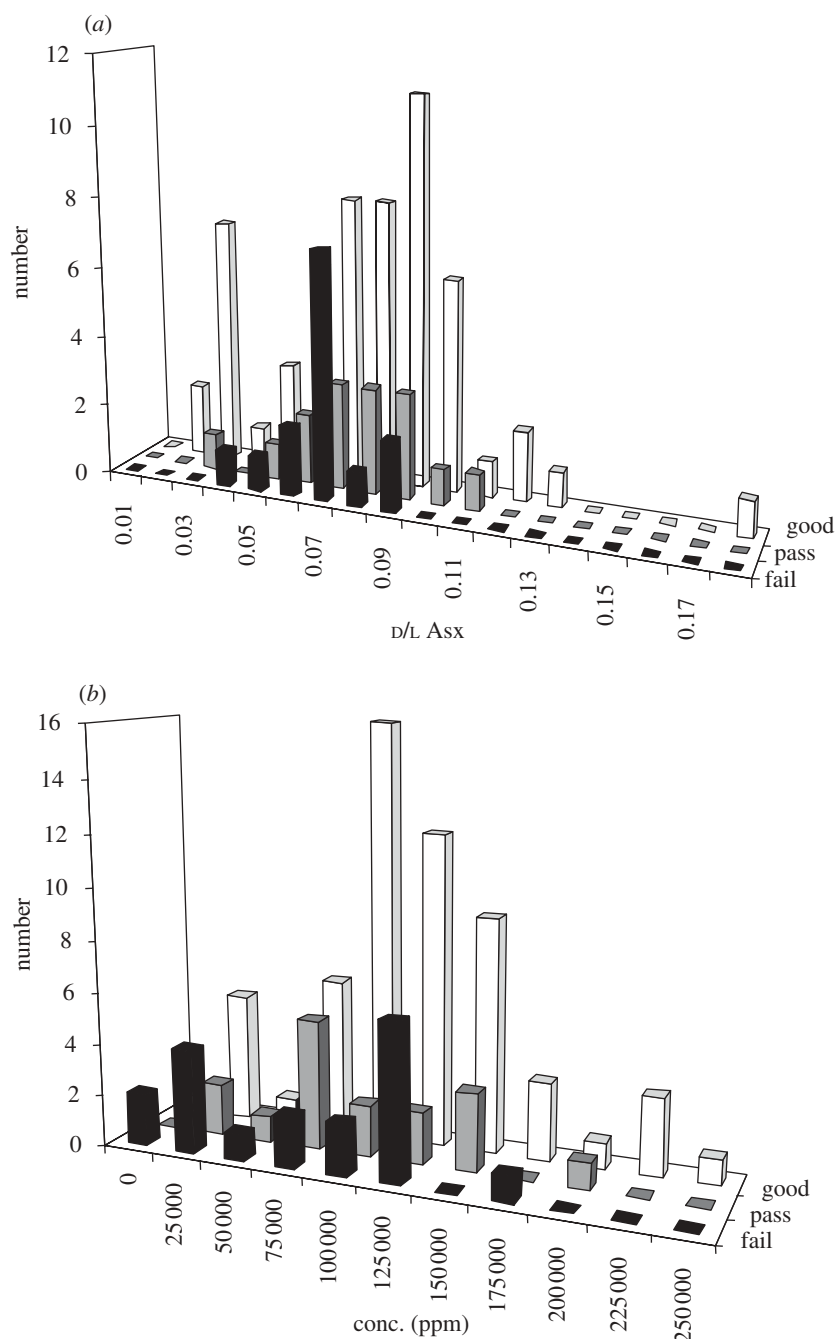 (a)
12
10
8
6
4
2
0
number
0.01
0.03
0.05
0.07
0.09
0.11
0.13
0.15
0.17
good
pass
fail
D/L Asx
(b)
16
14
12
10
8
6
4
2
0
number
0
25 000
50 000
75 000
100 000
125 000
175 000
200 000
225 000
250 000
good
pass
fail
conc. (ppm)